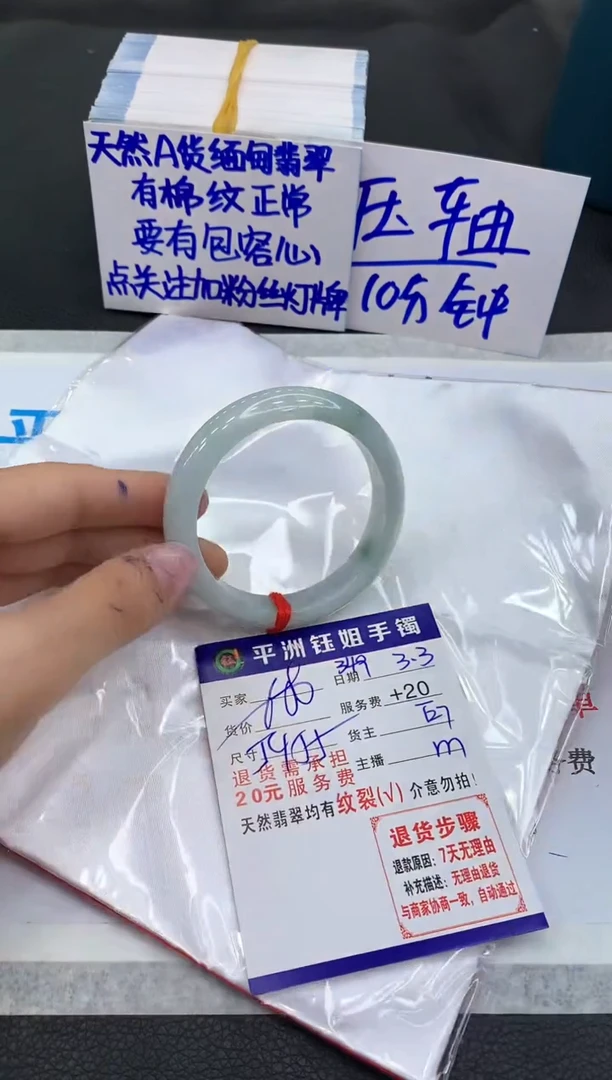 天然A货缅甸翡翠
有棉纹正常
要有包容心
点关注加粉丝灯牌
压轴
10分钟
平
平洲钰姐手镯
买家
日期 349 3.3
货价
服务费 +20
尺寸
货主
退货需承担
20元服务费
主播 m
天然翡翠均有纹裂(√)介意勿拍!
退货步骤
退款原因:7天无理由
补充描述:无理由退货
与商家协商一致,自动通过
费